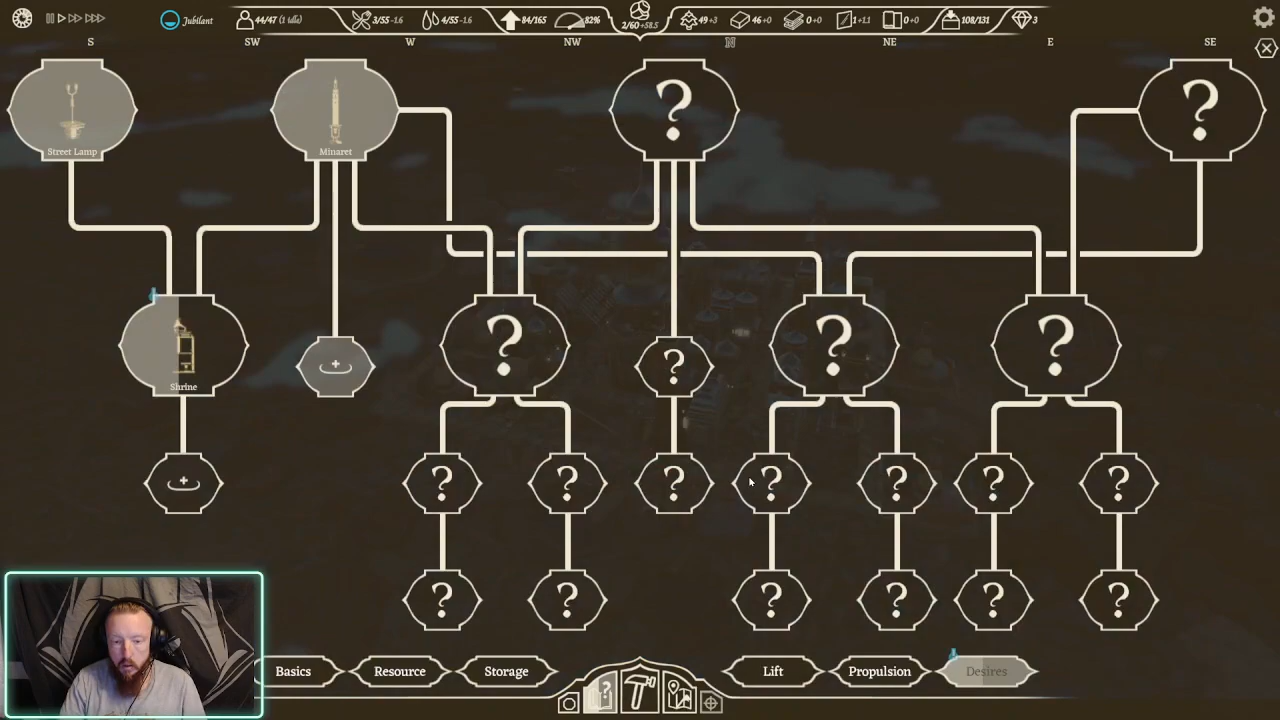 Jubilant
44/47 (1 idle)
3/55 -1.6
4/55 -1.6
84/165
82%
2/60 +58.5
49 +3
46 +0
0 +0
1 +1.1
0 +0
108/131
3
S SW W NW N NE E SE
Street Lamp
Minaret
?
?
Shrine
+
?
?
?
?
+
?
?
?
?
?
?
?
?
?
?
?
?
?
Basics
Resource
Storage
?
Lift
Propulsion
Desires